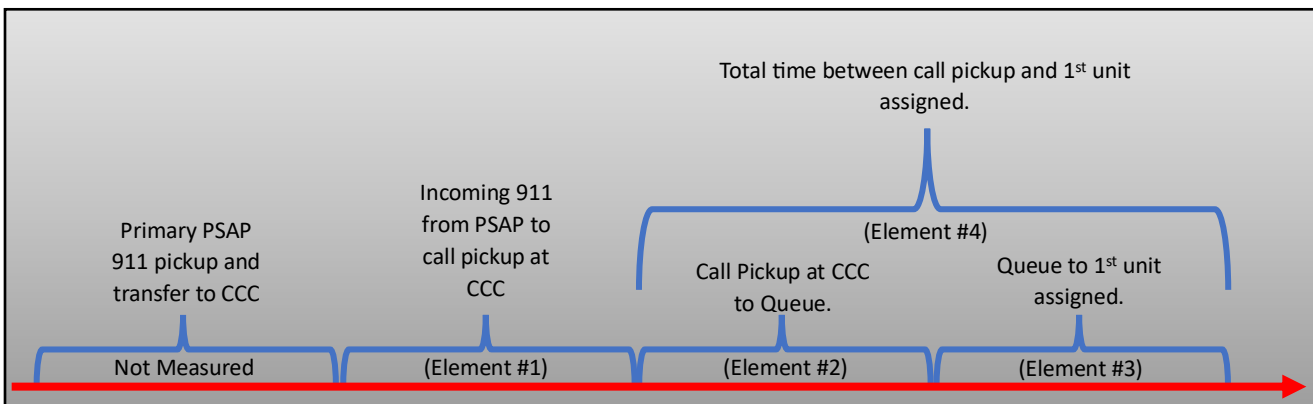 Total time between call pickup and 1st unit
assigned.
Primary PSAP
911 pickup and
transfer to CCC
Not Measured
Incoming 911
from PSAP to
call pickup at
CCC
(Element #1)
(Element #4)
Call Pickup at CCC
to Queue.
(Element #2)
Queue to 1st unit
assigned.
(Element #3)